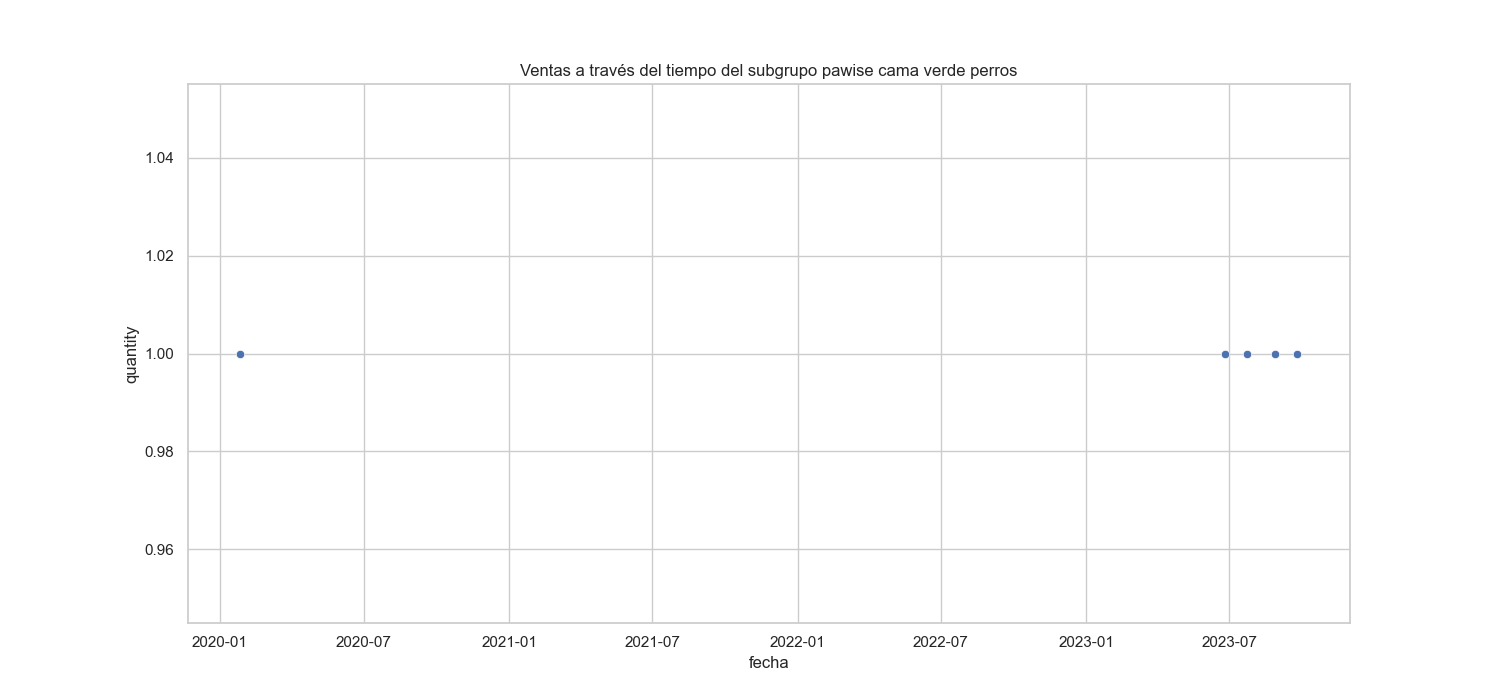 Ventas a través del tiempo del subgrupo pawise cama verde perros
1.04
1.02
1.00
0.98
0.96
quantity
2020-01 2020-07 2021-01 2021-07 2022-01 2022-07 2023-01 2023-07
fecha